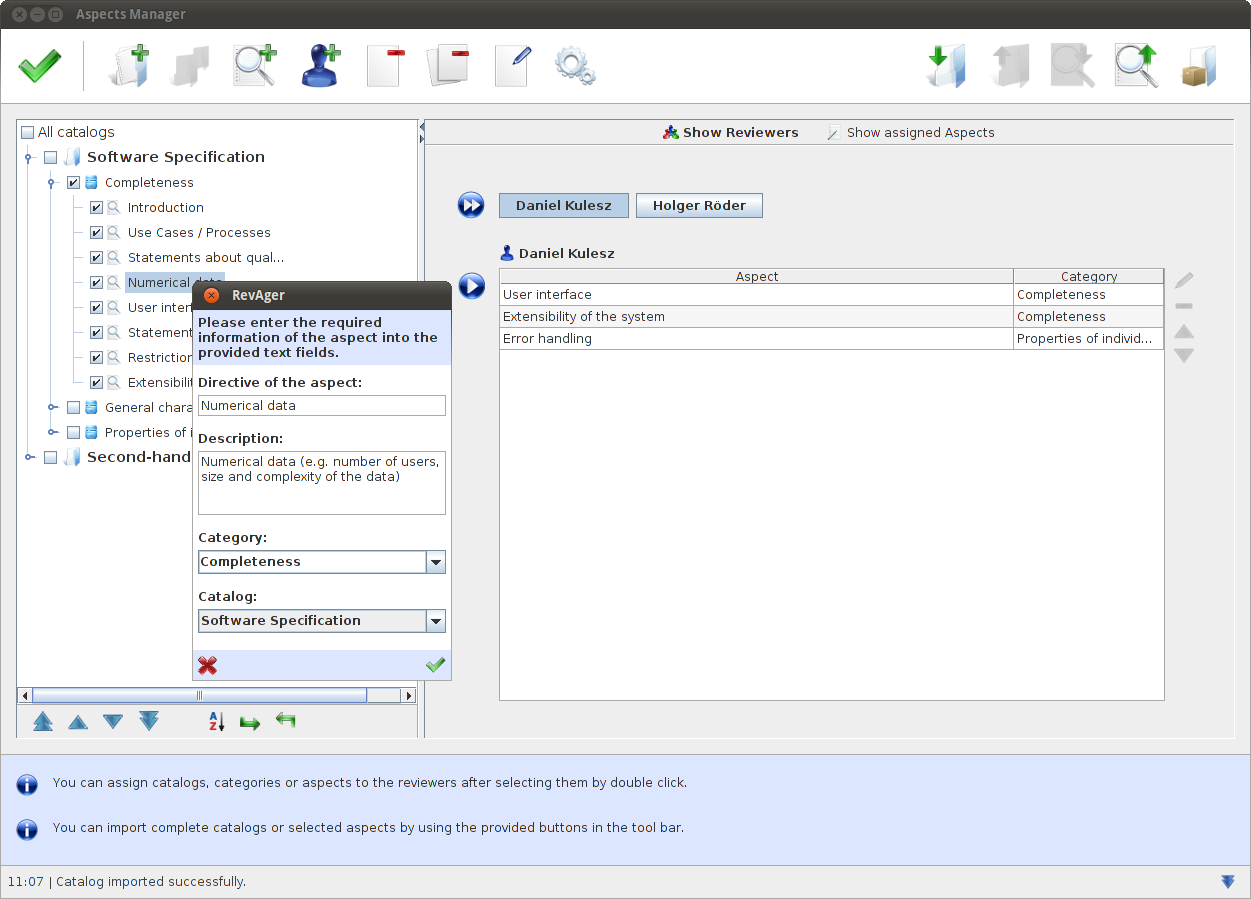 Aspects Manager
All catalogs
Software Specification
Completeness
Introduction
Use Cases / Processes
Statements about qual...
Numerical data
User inter
Statement
Restriction
Extensibilit
General chara
Properties of i
Second-hand
A
Z
RevAger
Please enter the required
information of the aspect into the
provided text fields.
Directive of the aspect:
Numerical data
Description:
Numerical data (e.g. number of users,
size and complexity of the data)
Category:
Completeness
Catalog:
Software Specification
Show Reviewers
Show assigned Aspects
Daniel Kulesz
Holger Röder
Daniel Kulesz
Aspect Category
User interface Completeness
Extensibility of the system Completeness
Error handling Properties of individ...
You can assign catalogs, categories or aspects to the reviewers after selecting them by double click.
You can import complete catalogs or selected aspects by using the provided buttons in the tool bar.
11:07 | Catalog imported successfully.